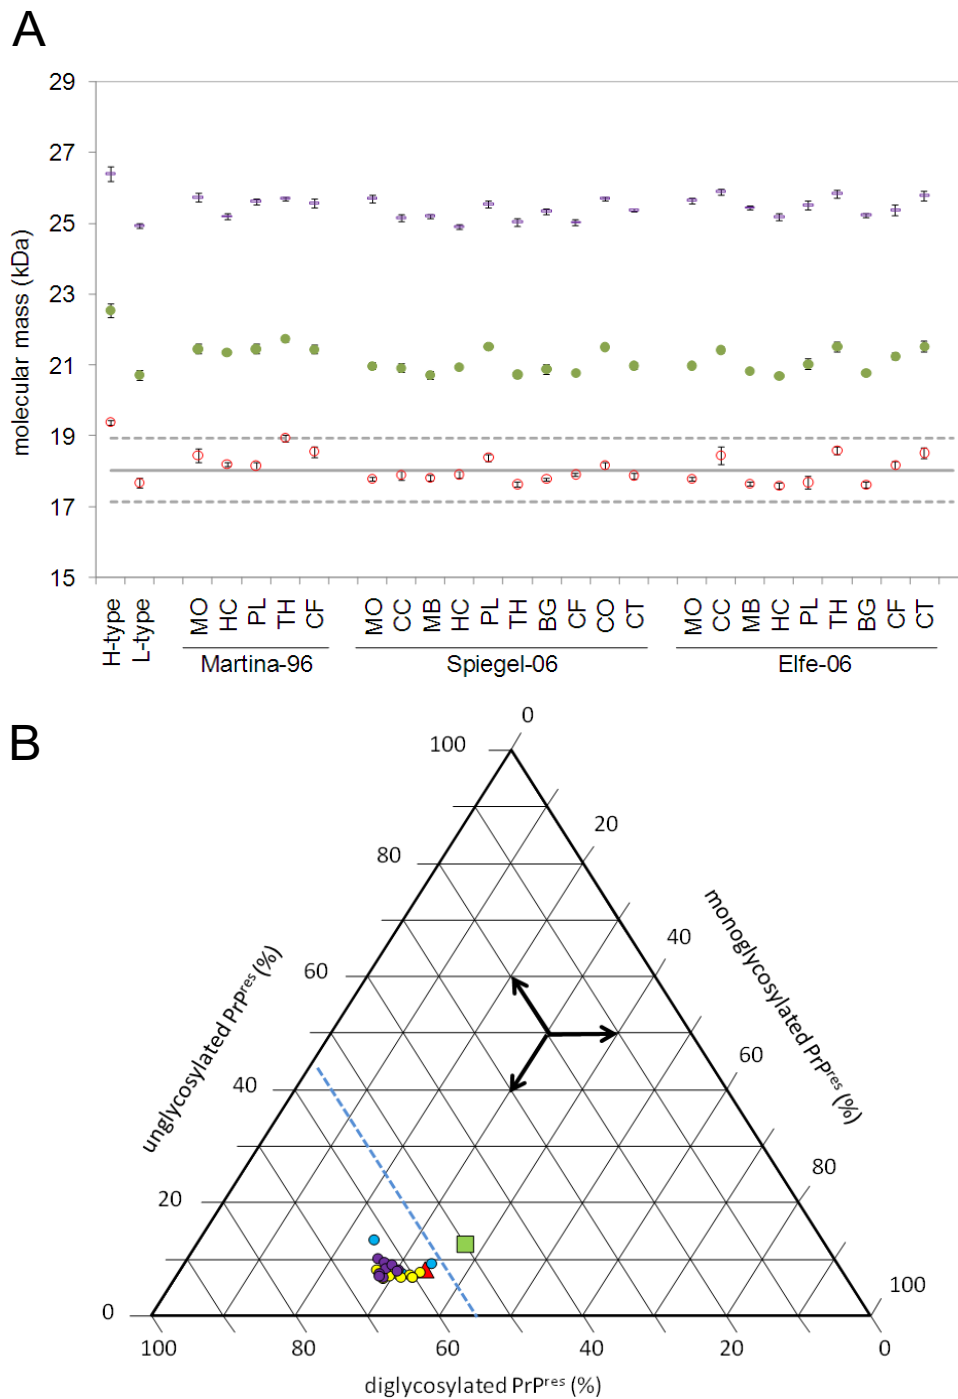 A
29
27
25
23
21
19
17
15
molecular mass (kDa)
H-type
L-type
MO
HC
PL
TH
CF
MO
CC
MB
HC
PL
TH
BG
CF
CO
CT
MO
CC
MB
HC
PL
TH
BG
CF
CT
Martina-96
Spiegel-06
Elfe-06
B
0
100
20
80
40
60
60
40
80
20
100
0
100
80
60
40
20
0
unglycosylated PrPres (%)
monoglycosylated PrPres (%)
diglycosylated PrPres (%)